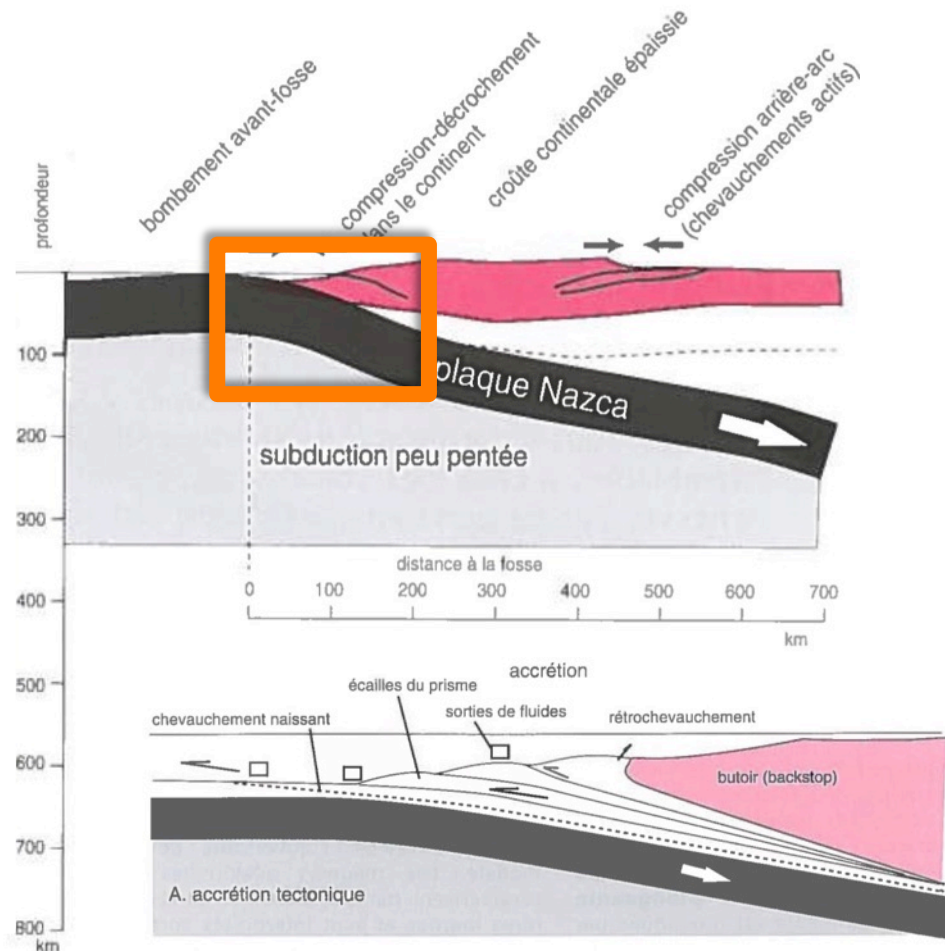 profondeur
bombement avant-fosse
compression-décrochement
dans le continent
croûte continentale épaissie
compression arrière-arc
(chevauchements actifs)
100
200
300
400
500
600
700
800
km
plaque Nazca
subduction peu pentée
distance à la fosse
0 100 200 300 400 500 600 700
km
accrétion
écailles du prisme
sorties de fluides
chevauchement naissant
rétrochevauchement
butoir (backstop)
A. accrétion tectonique